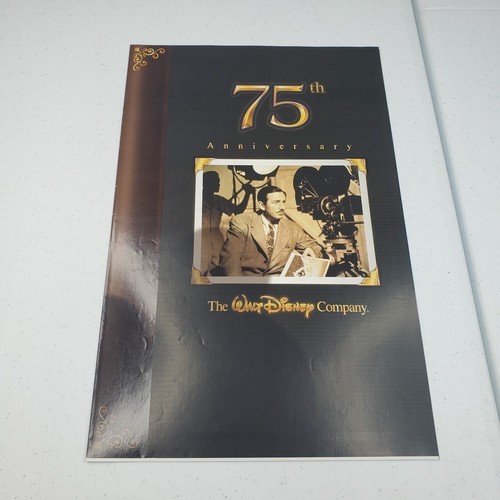 75th
Anniversary
The Walt Disney Company.